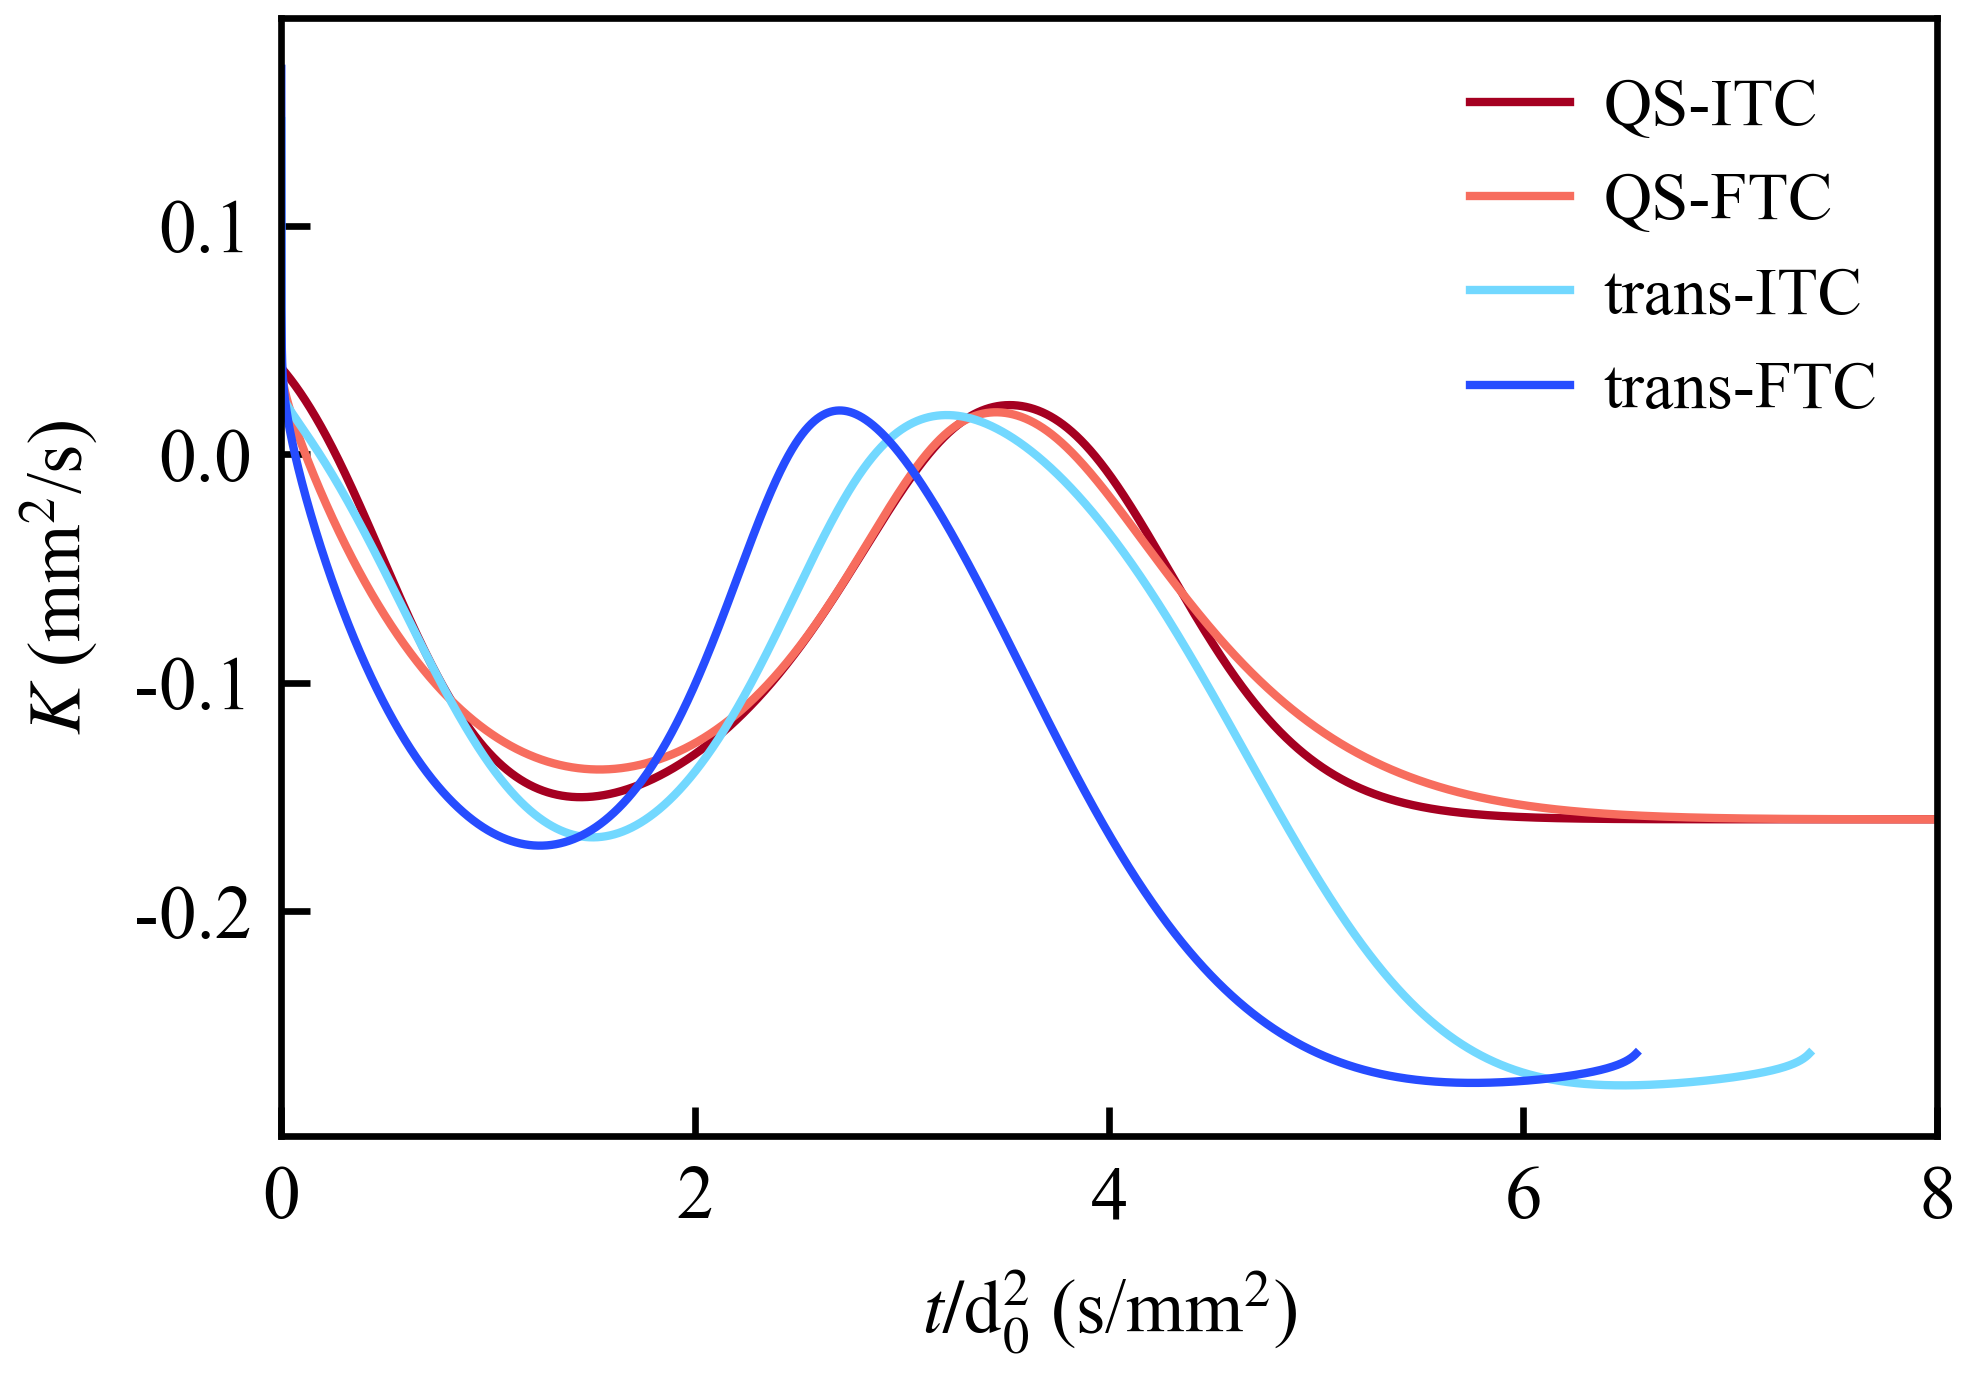 QS-ITC
QS-FTC
trans-ITC
trans-FTC
0.1
0.0
-0.1
-0.2
K (mm²/s)
0 2 4 6 8
t/d₀² (s/mm²)